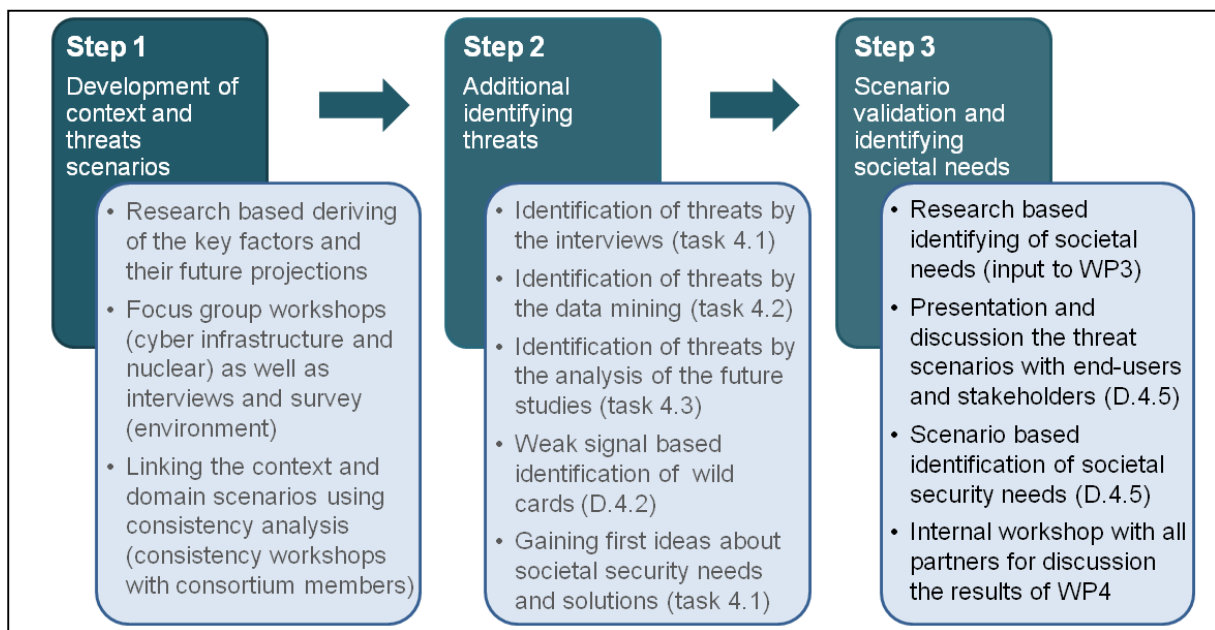 Step 1
Development of
context and
threats
scenarios
• Research based deriving
of the key factors and
their future projections
• Focus group workshops
(cyber infrastructure and
nuclear) as well as
interviews and survey
(environment)
• Linking the context and
domain scenarios using
consistency analysis
(consistency workshops
with consortium members)
Step 2
Additional
identifying
threats
• Identification of threats by
the interviews (task 4.1)
• Identification of threats by
the data mining (task 4.2)
• Identification of threats by
the analysis of the future
studies (task 4.3)
• Weak signal based
identification of wild
cards (D.4.2)
• Gaining first ideas about
societal security needs
and solutions (task 4.1)
Step 3
Scenario
validation and
identifying
societal needs
• Research based
identifying of societal
needs (input to WP3)
• Presentation and
discussion the threat
scenarios with end-users
and stakeholders (D.4.5)
• Scenario based
identification of societal
security needs (D.4.5)
• Internal workshop with all
partners for discussion
the results of WP4